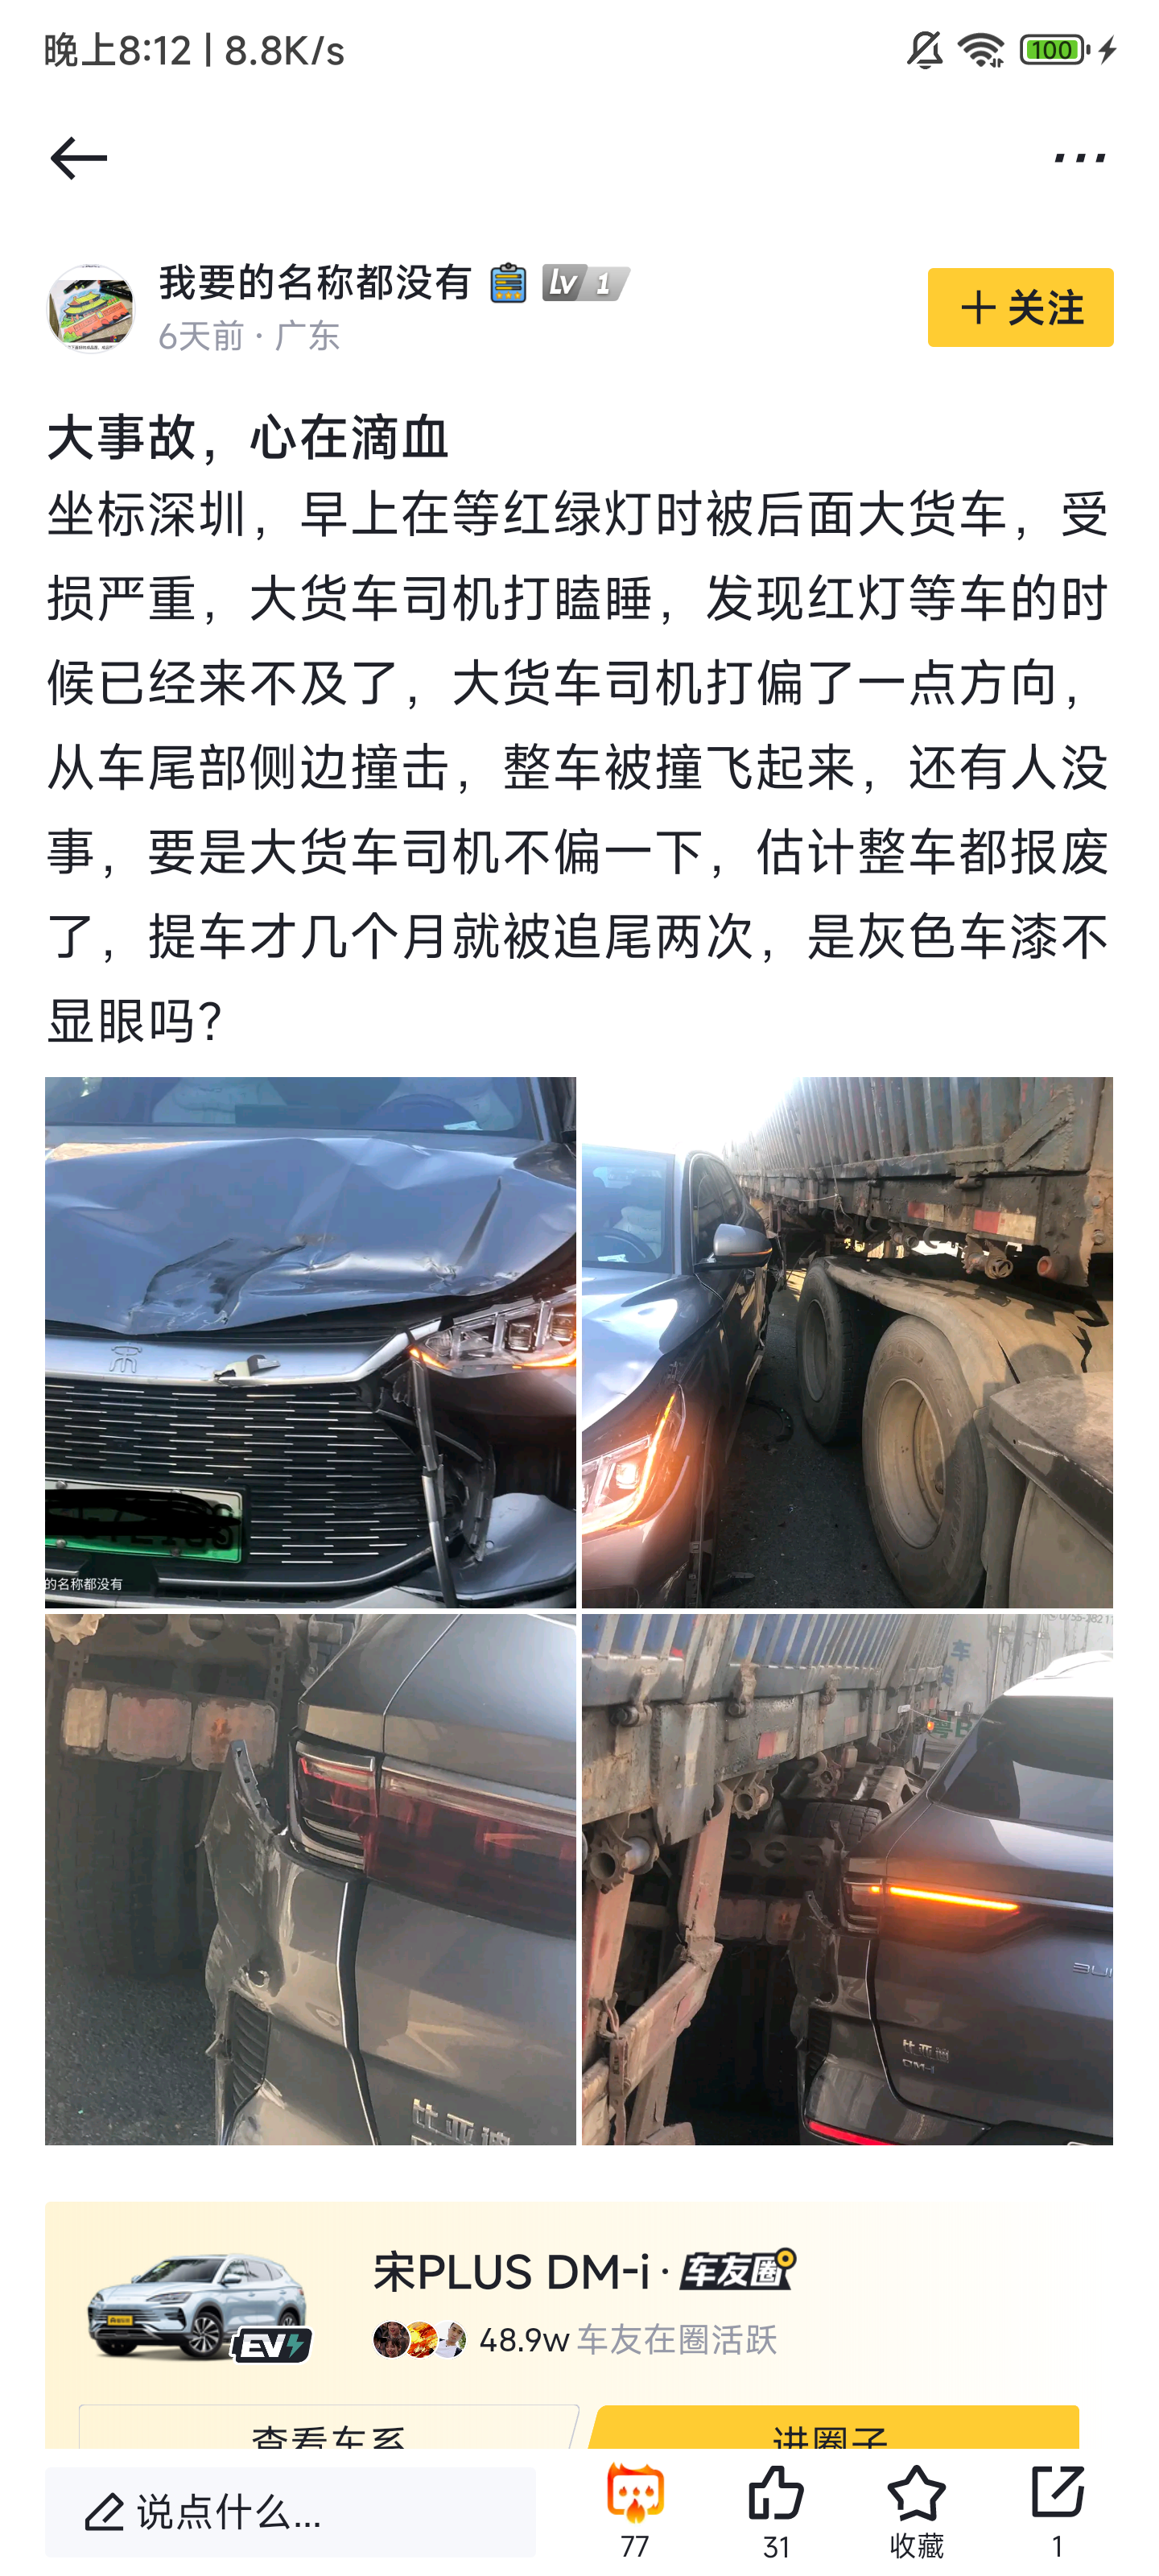 晚上8:12 | 8.8K/s
100
我要的名称都没有 Lv 1
6天前 · 广东
+ 关注
大事故，心在滴血
坐标深圳，早上在等红绿灯时被后面大货车，受
损严重，大货车司机打瞌睡，发现红灯等车的时
候已经来不及了，大货车司机打偏了一点方向，
从车尾部侧边撞击，整车被撞飞起来，还有人没
事，要是大货车司机不偏一下，估计整车都报废
了，提车才几个月就被追尾两次，是灰色车漆不
显眼吗？
宋
的名称都没有
车
粤B
比亚迪
比亚迪
DM-i
宋PLUS DM-i · 车友圈
EV
48.9w 车友在圈活跃
查看车系
进圈子
说点什么...
77
31
收藏
1